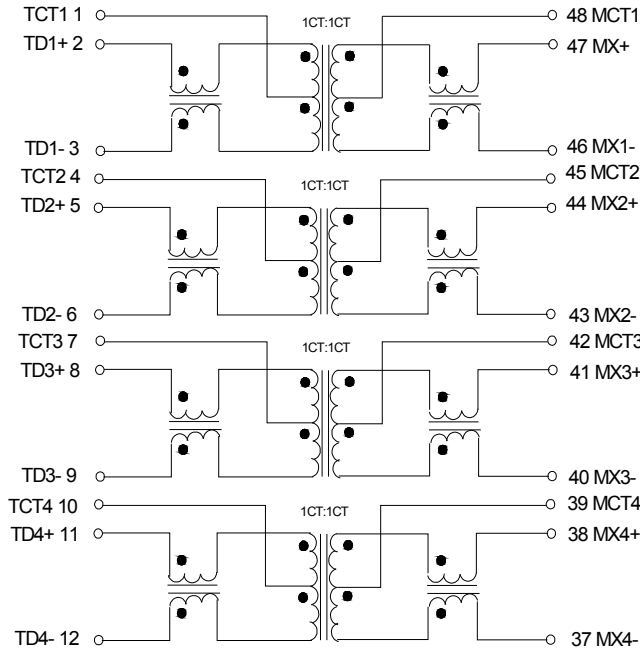 TCT1 1 1CT:1CT 48 MCT1
TD1+ 2 47 MX+
TD1- 3 46 MX1-
TCT2 4 1CT:1CT 45 MCT2
TD2+ 5 44 MX2+
TD2- 6 43 MX2-
TCT3 7 1CT:1CT 42 MCT3
TD3+ 8 41 MX3+
TD3- 9 40 MX3-
TCT4 10 1CT:1CT 39 MCT4
TD4+ 11 38 MX4+
TD4- 12 37 MX4-